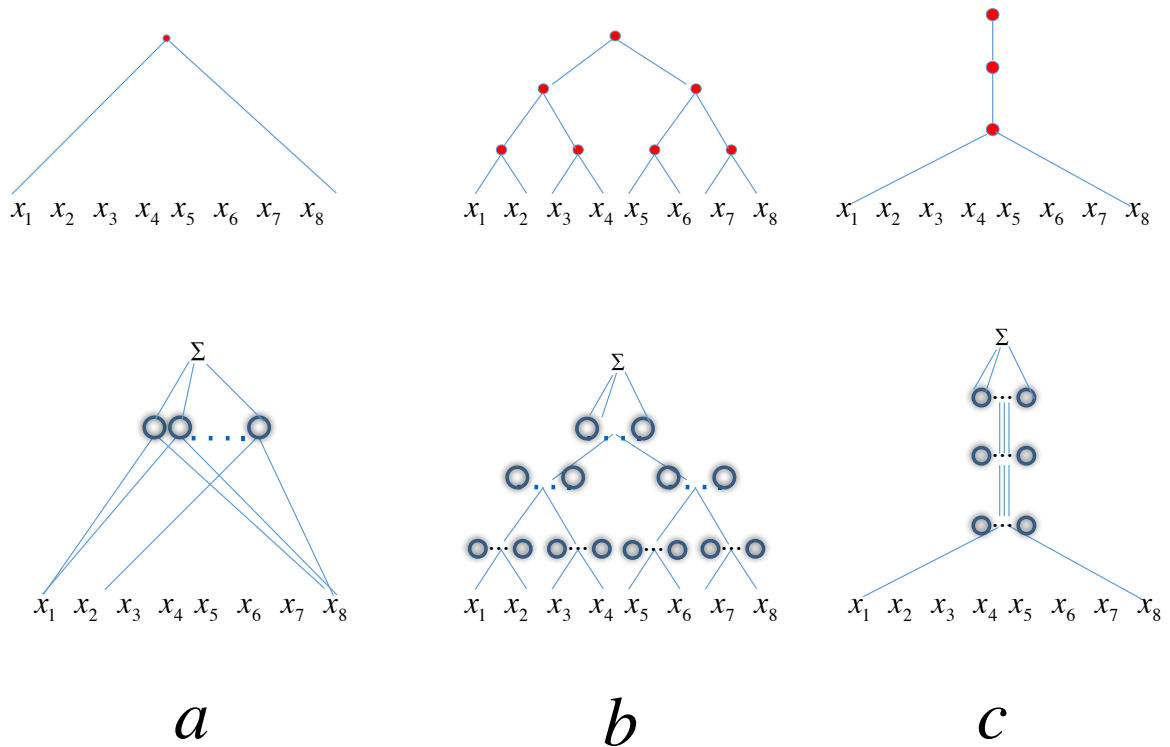 x₁ x₂ x₃ x₄ x₅ x₆ x₇ x₈ x₁ x₂ x₃ x₄ x₅ x₆ x₇ x₈ x₁ x₂ x₃ x₄ x₅ x₆ x₇ x₈
Σ Σ Σ
x₁ x₂ x₃ x₄ x₅ x₆ x₇ x₈ x₁ x₂ x₃ x₄ x₅ x₆ x₇ x₈ x₁ x₂ x₃ x₄ x₅ x₆ x₇ x₈
a b c